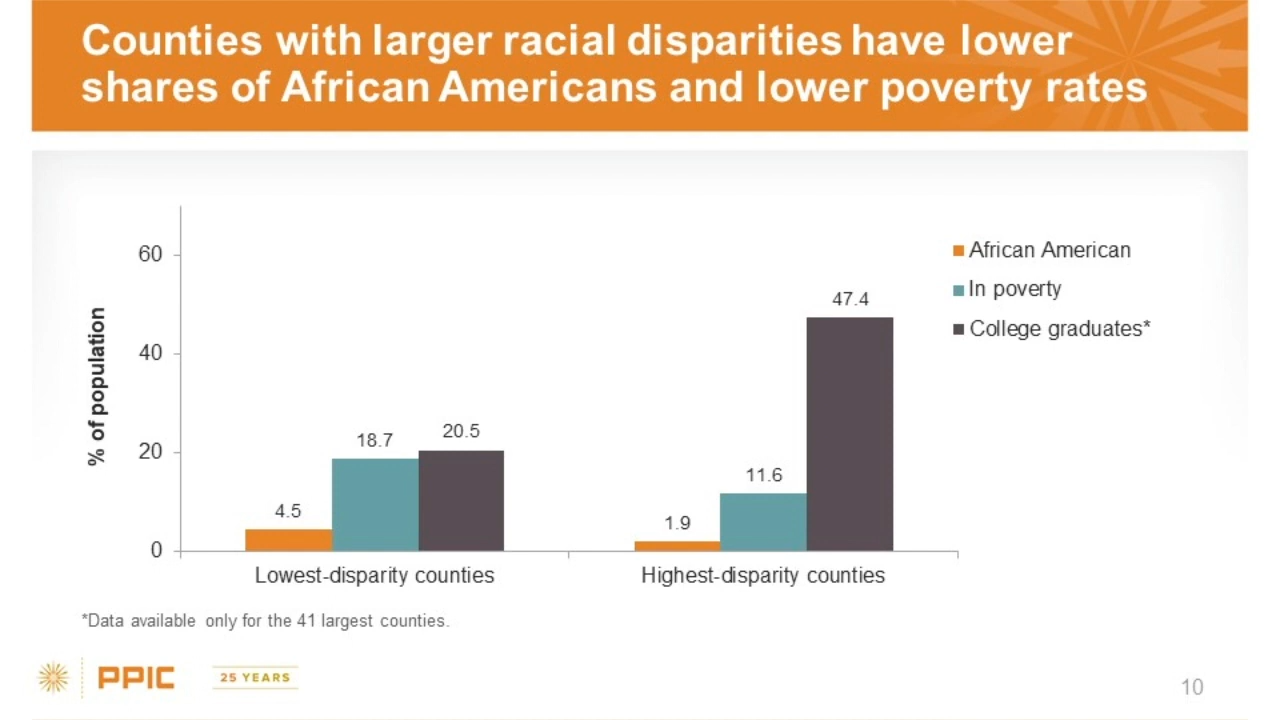 Counties with larger racial disparities have lower
shares of African Americans and lower poverty rates
% of population
60
40
20
0
4.5
18.7
20.5
1.9
11.6
47.4
Lowest-disparity counties
Highest-disparity counties
African American
In poverty
College graduates*
*Data available only for the 41 largest counties.
PPIC
25 YEARS
10